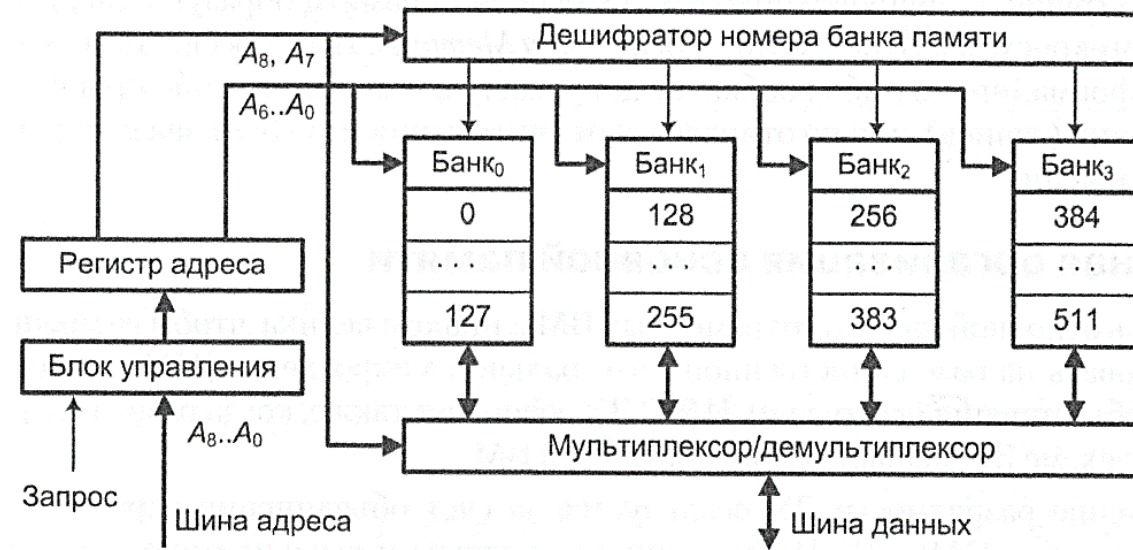 Дешифратор номера банка памяти
A₈, A₇
A₆..A₀
Банк₀ Банк₁ Банк₂ Банк₃
0 128 256 384
... ... ... ...
127 255 383 511
Регистр адреса
Блок управления
A₈..A₀
Мультиплексор/демультиплексор
Запрос
Шина адреса
Шина данных